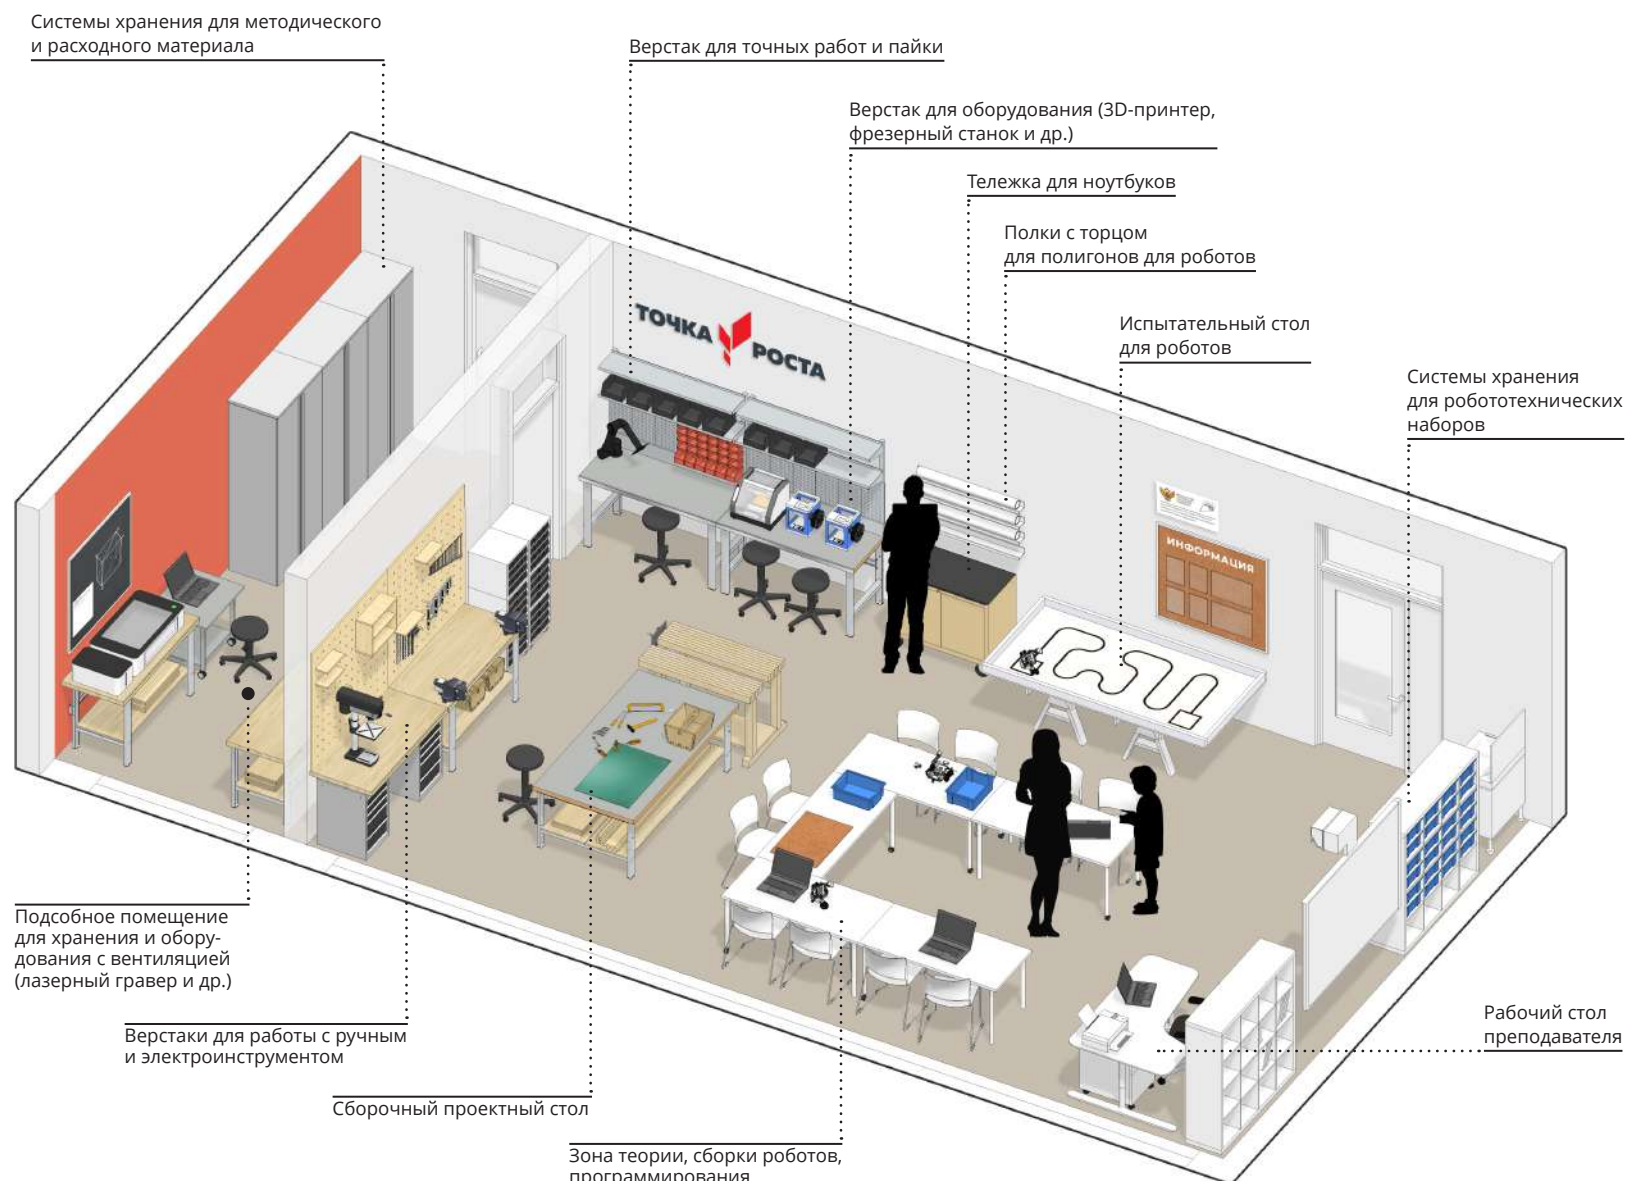 Системы хранения для методического
и расходного материала
Верстак для точных работ и пайки
Верстак для оборудования (3D-принтер,
фрезерный станок и др.)
Тележка для ноутбуков
Полки с торцом
для полигонов для роботов
Испытательный стол
для роботов
Системы хранения
для робототехнических
наборов
ТОЧКА
РОСТА
ИНФОРМАЦИЯ
Подсобное помещение
для хранения и обору-
дования с вентиляцией
(лазерный гравер и др.)
Верстаки для работы с ручным
и электроинструментом
Сборочный проектный стол
Зона теории, сборки роботов,
программирования
Рабочий стол
преподавателя